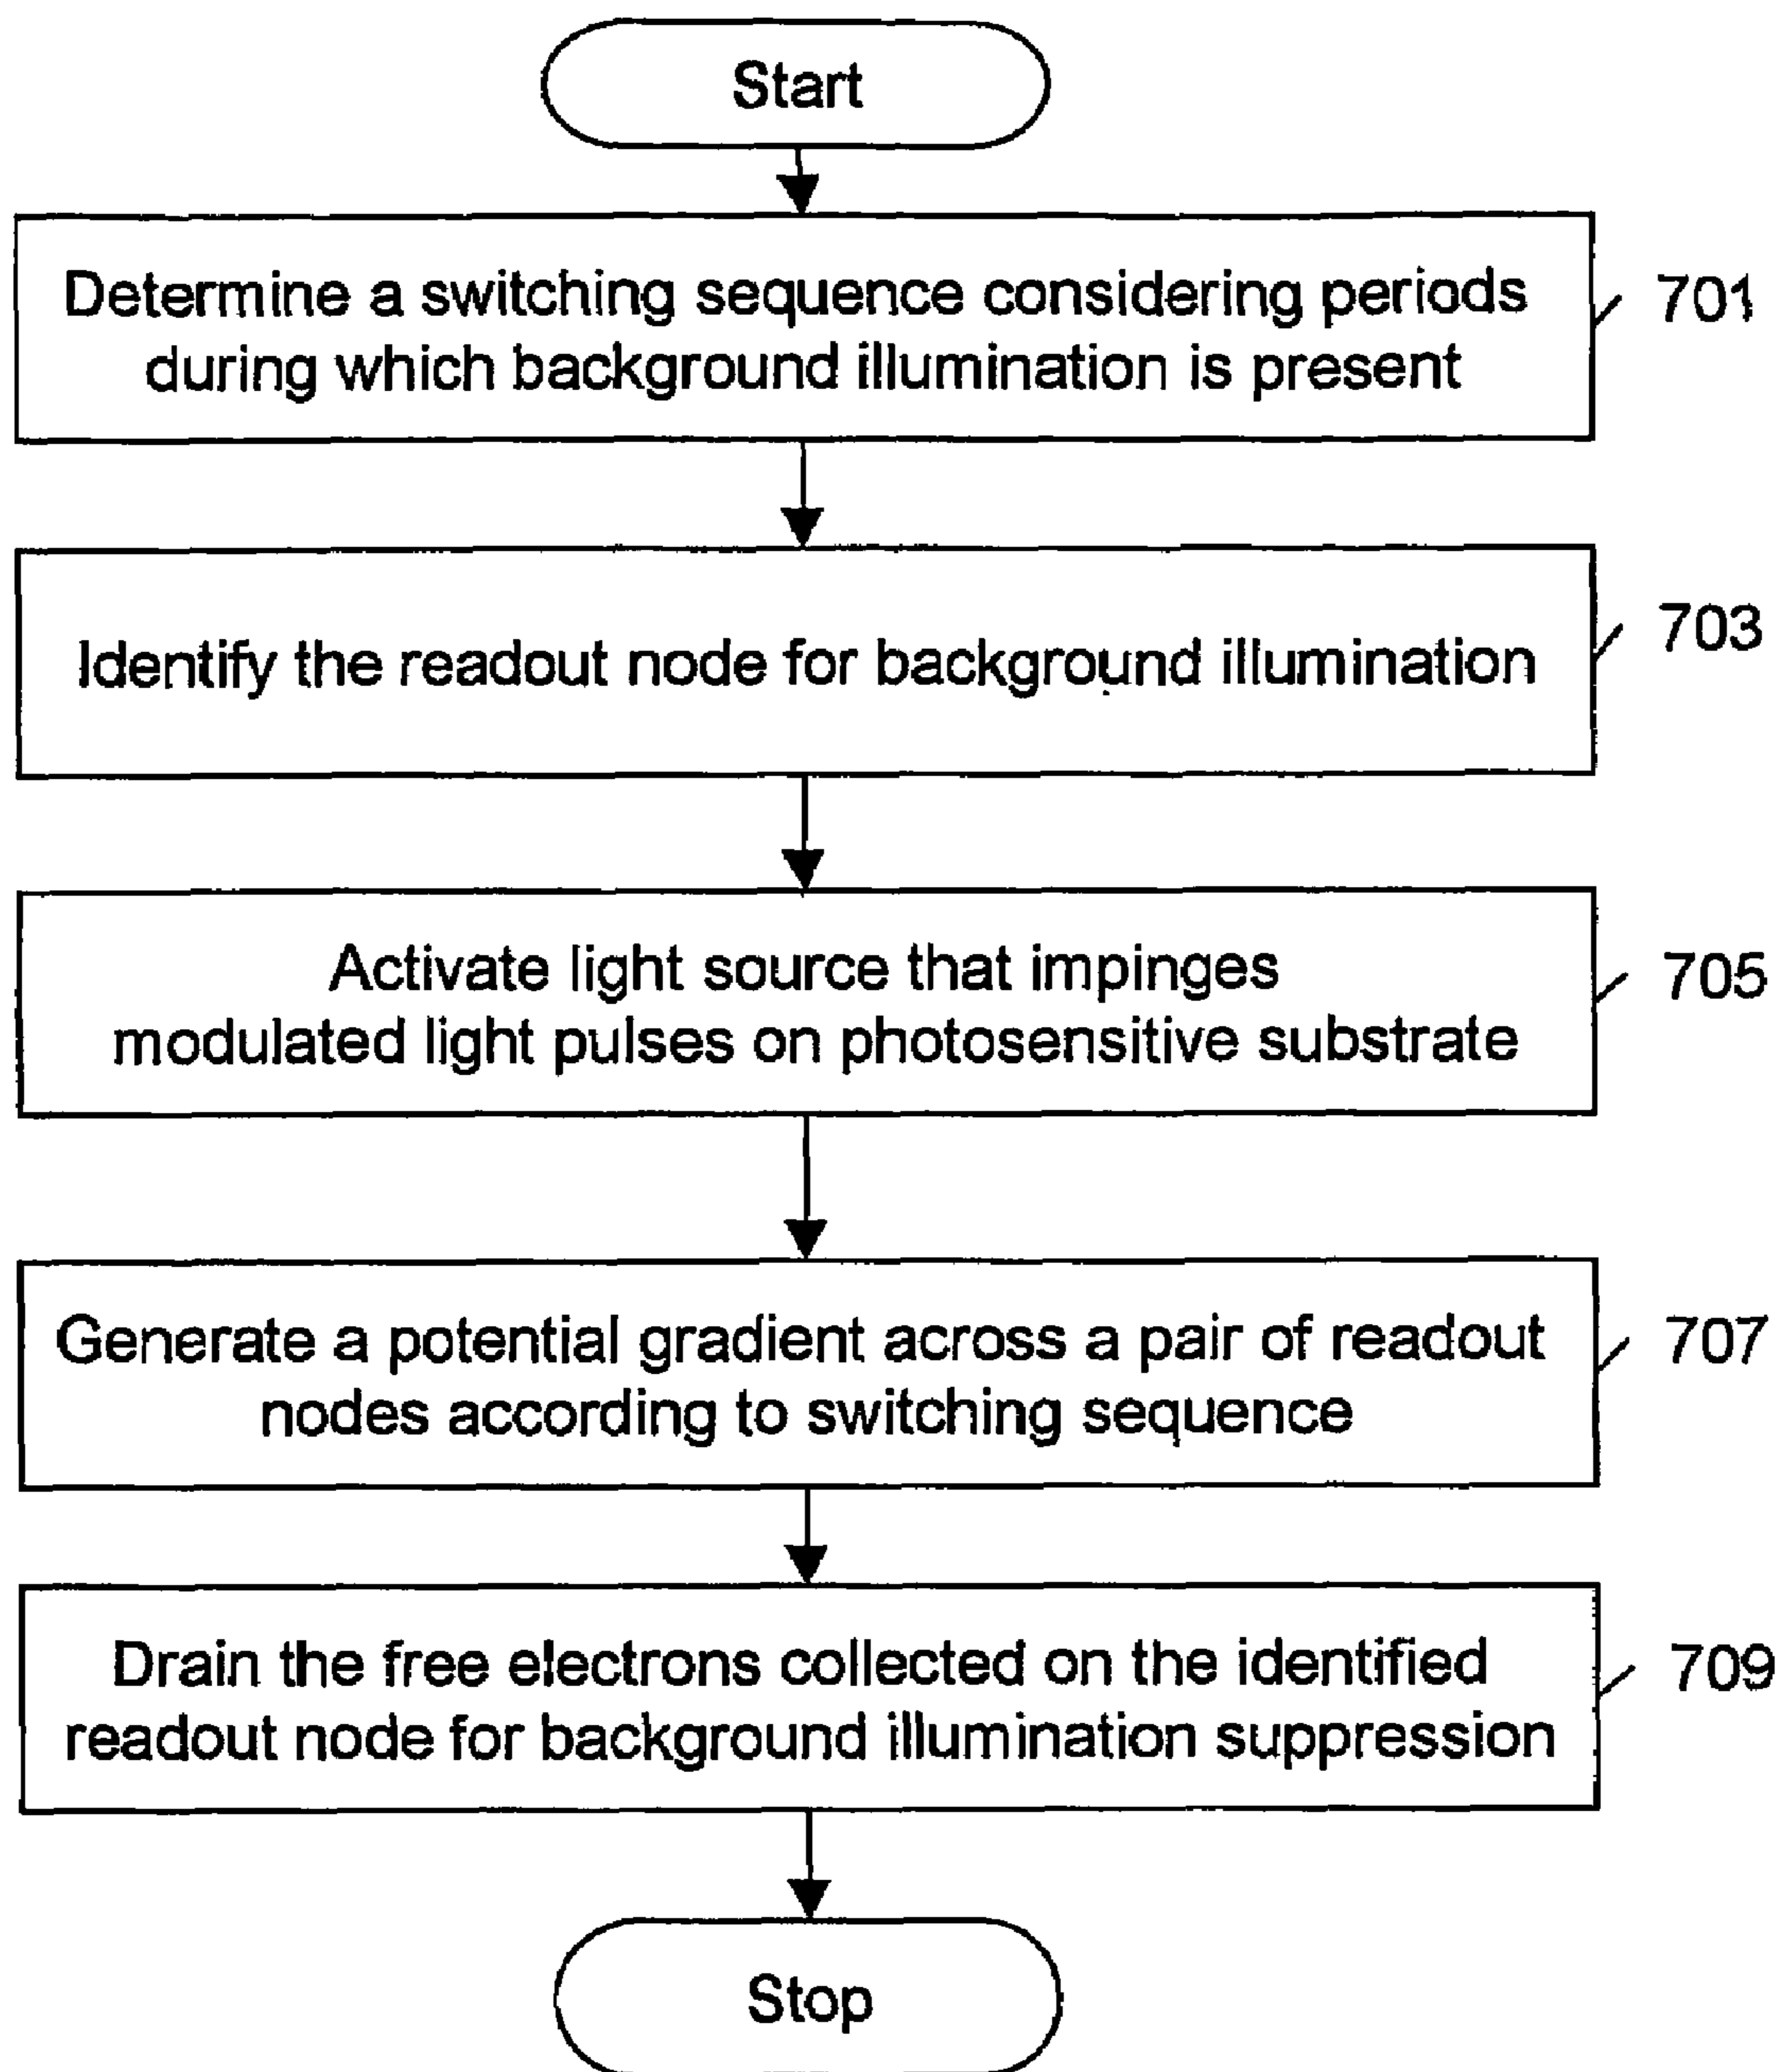 Start
Determine a switching sequence considering periods
during which background illumination is present
701
Identify the readout node for background illumination
703
Activate light source that impinges
modulated light pulses on photosensitive substrate
705
Generate a potential gradient across a pair of readout
nodes according to switching sequence
707
Drain the free electrons collected on the identified
readout node for background illumination suppression
709
Stop